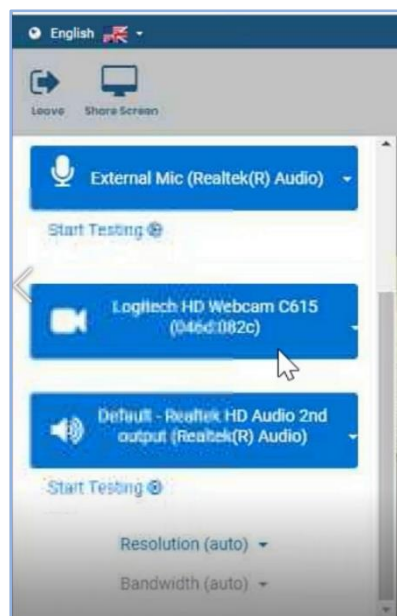 English
Leave Share Screen
External Mic (Realtek(R) Audio)
Start Testing
Logitech HD Webcam C615
(046d:082c)
Default - Realtek HD Audio 2nd
output (Realtek(R) Audio)
Start Testing
Resolution (auto)
Bandwidth (auto)